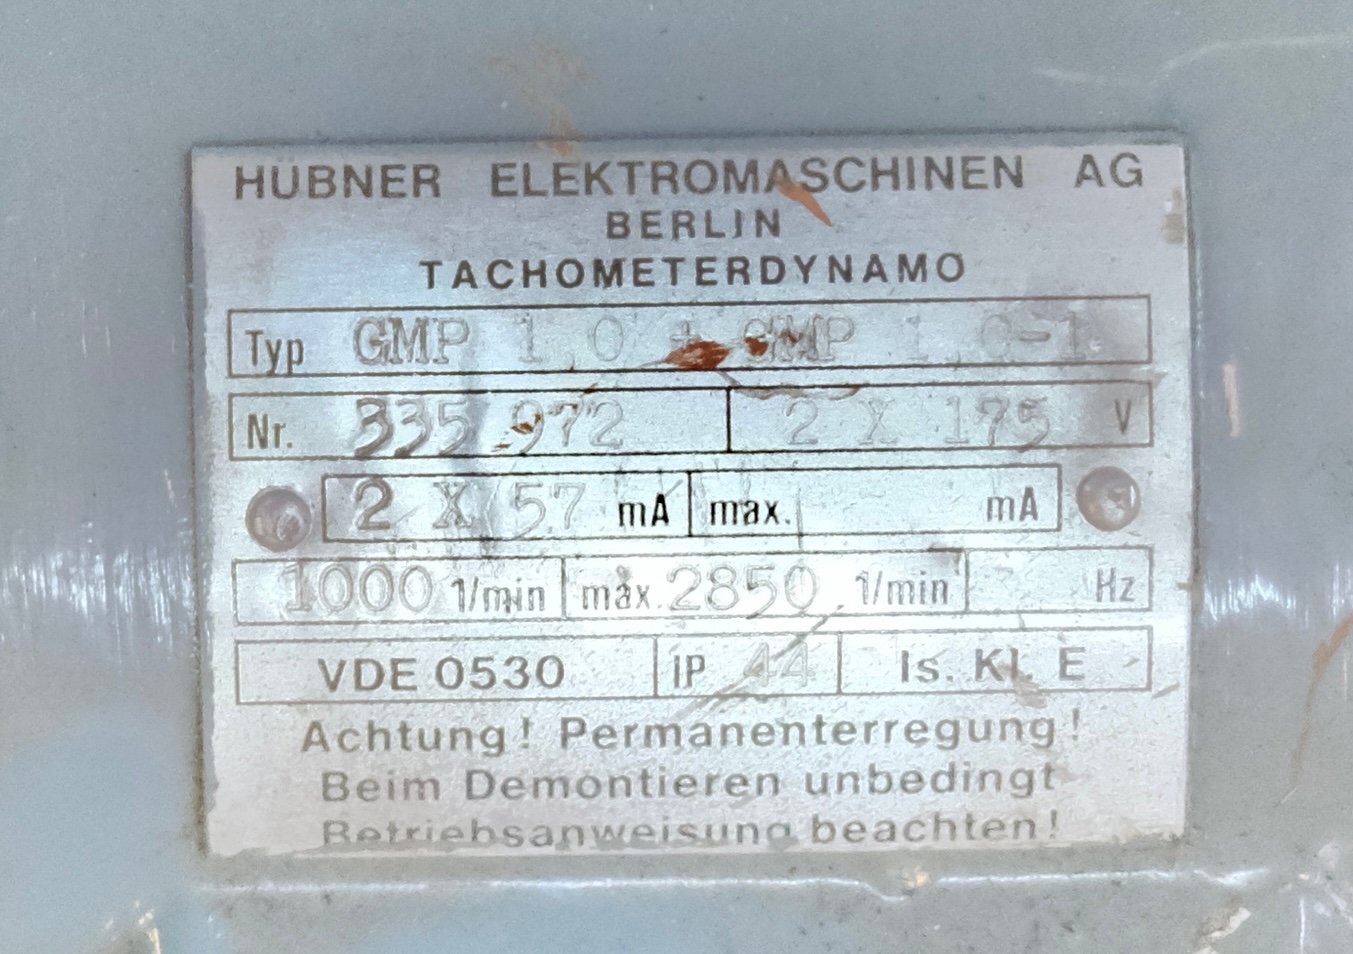 HÜBNER ELEKTROMASCHINEN AG
BERLIN
TACHOMETERDYNAMO
Typ GMP 1,0 + GMP 1,0-1
Nr. 335 972 2 X 175 V
2 X 57 mA max. mA
1000 1/min max. 2850 1/min Hz
VDE 0530 IP 44 Is. Kl. E
Achtung! Permanenterregung!
Beim Demontieren unbedingt
Betriebsanweisung beachten!